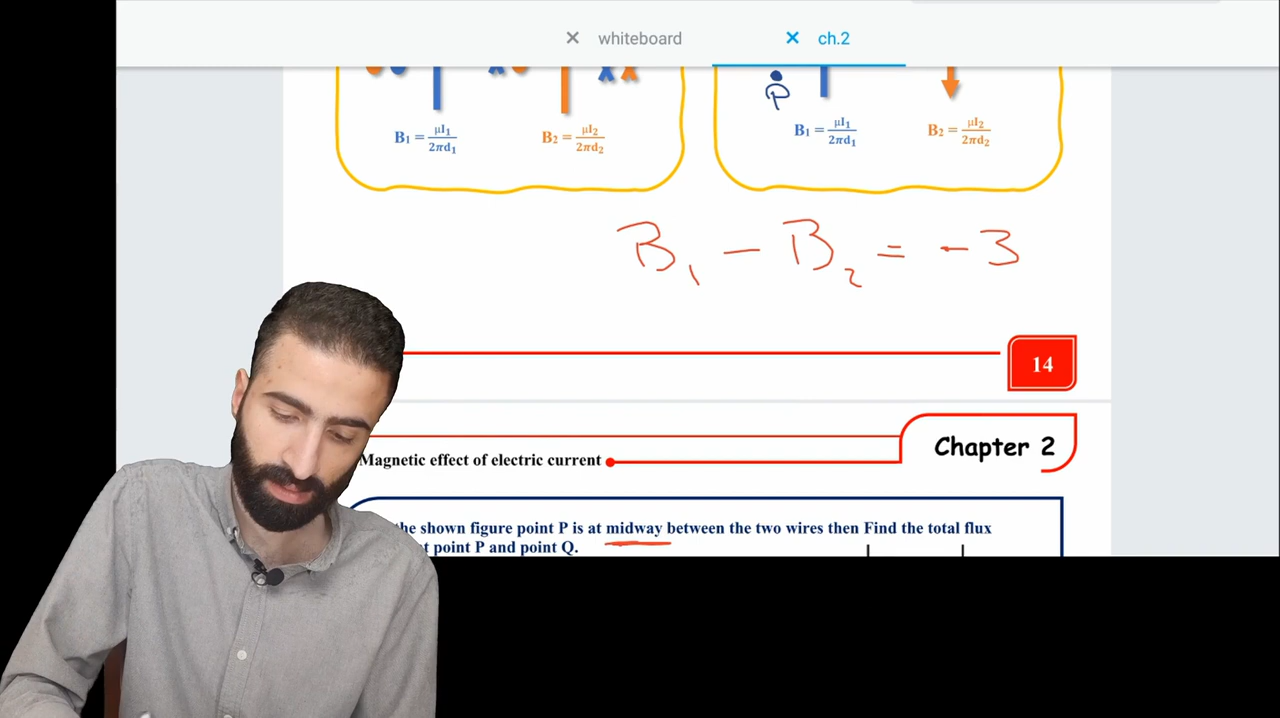 whiteboard
ch.2
P
B₁ = μI₁/2πd₁
B₂ = μI₂/2πd₂
B₁ = μI₁/2πd₁
B₂ = μI₂/2πd₂
B₁ - B₂ = -3
14
Chapter 2
Magnetic effect of electric current
the shown figure point P is at midway between the two wires then Find the total flux
t point P and point Q.